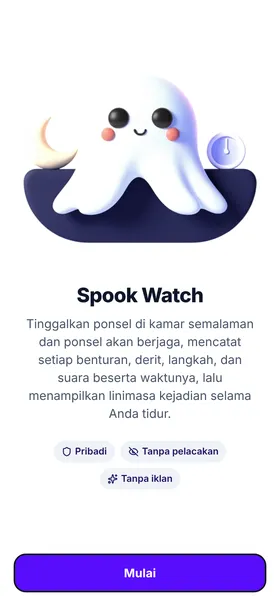 Spook Watch
Tinggalkan ponsel di kamar semalaman
dan ponsel akan berjaga, mencatat
setiap benturan, derit, langkah, dan
suara beserta waktunya, lalu
menampilkan linimasa kejadian selama
Anda tidur.
Pribadi
Tanpa pelacakan
Tanpa iklan
Mulai